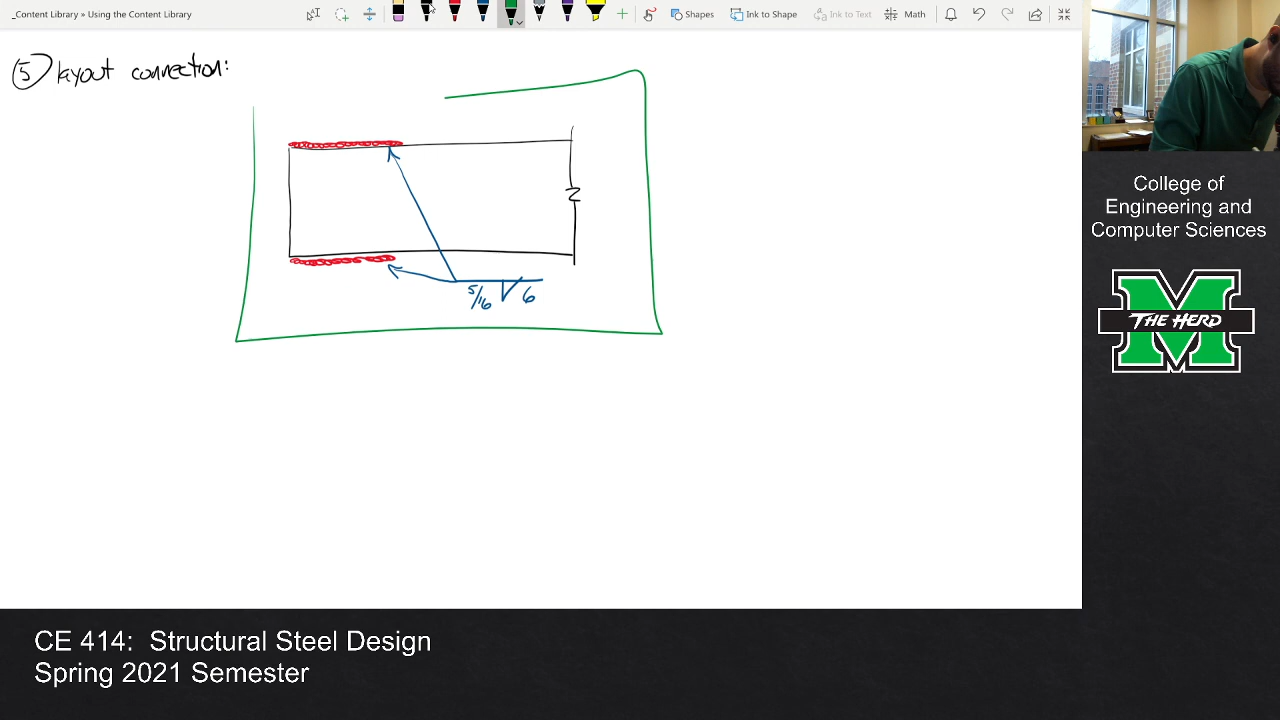 _Content Library » Using the Content Library
Shapes
Ink to Shape
Ink to Text
Math
(5) layout connection:
5/16 6
College of
Engineering and
Computer Sciences
THE HERD
CE 414: Structural Steel Design
Spring 2021 Semester